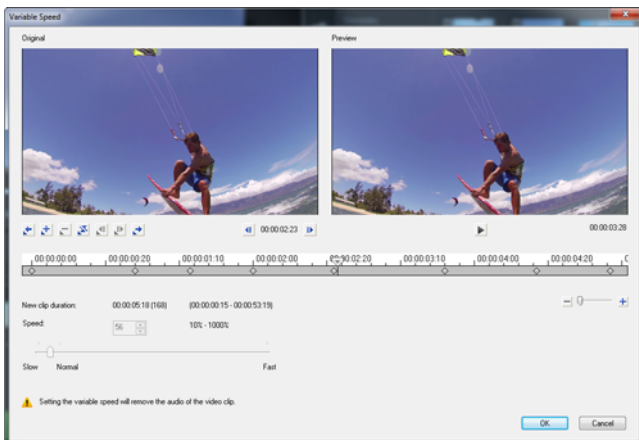 Variable Speed
Original
Preview
00:00:02:23
00:00:03:28
00:00:00:00 00:00:00:20 00:00:01:10 00:00:02:00 00:00:02:20 00:00:03:10 00:00:04:00 00:00:04:20
New clip duration: 00:00:05:18 (168) (00:00:00:15 - 00:00:53:19)
Speed: 56 10% - 1000%
Slow Normal Fast
Setting the variable speed will remove the audio of the video clip.
OK Cancel